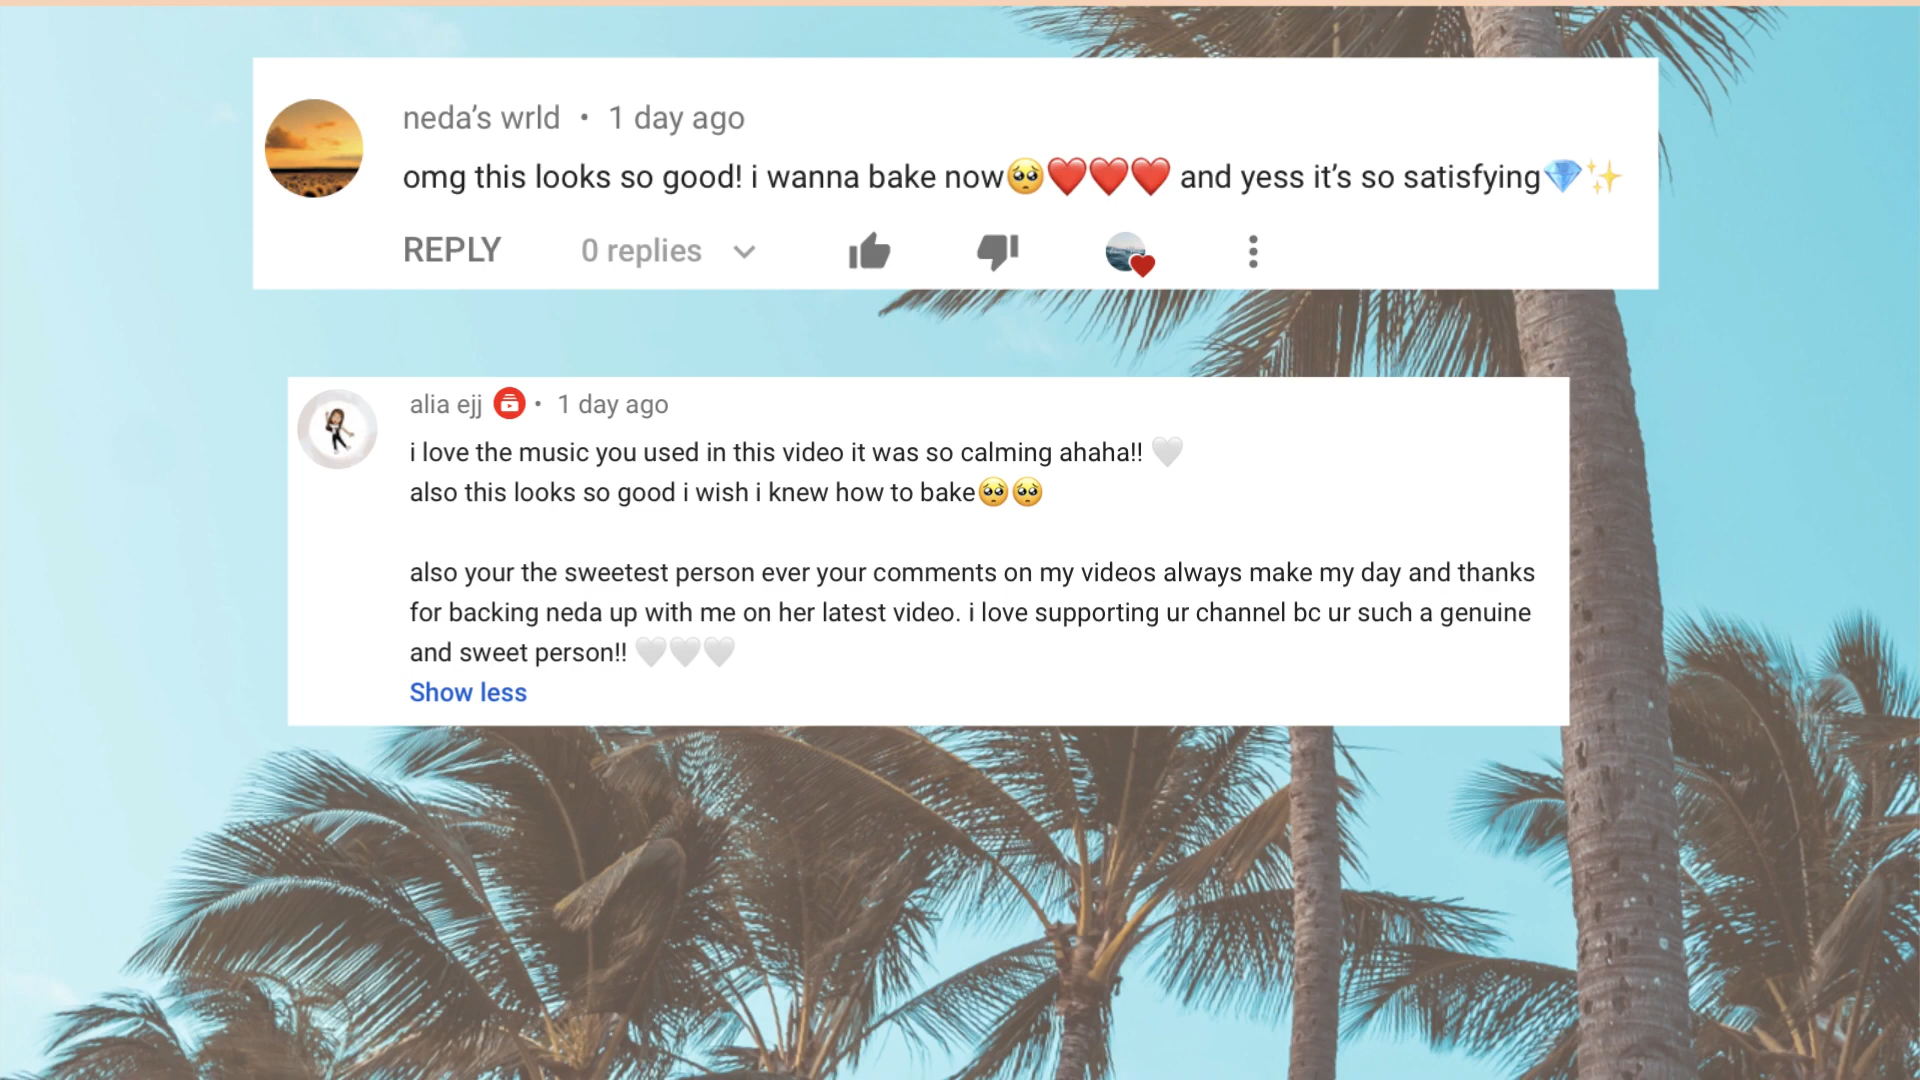 neda’s wrld • 1 day ago
omg this looks so good! i wanna bake now🥺❤️❤️❤️ and yess it’s so satisfying💎✨
REPLY 0 replies
alia ejj • 1 day ago
i love the music you used in this video it was so calming ahaha!! 🤍
also this looks so good i wish i knew how to bake🥺🥺
also your the sweetest person ever your comments on my videos always make my day and thanks
for backing neda up with me on her latest video. i love supporting ur channel bc ur such a genuine
and sweet person!! 🤍🤍🤍
Show less